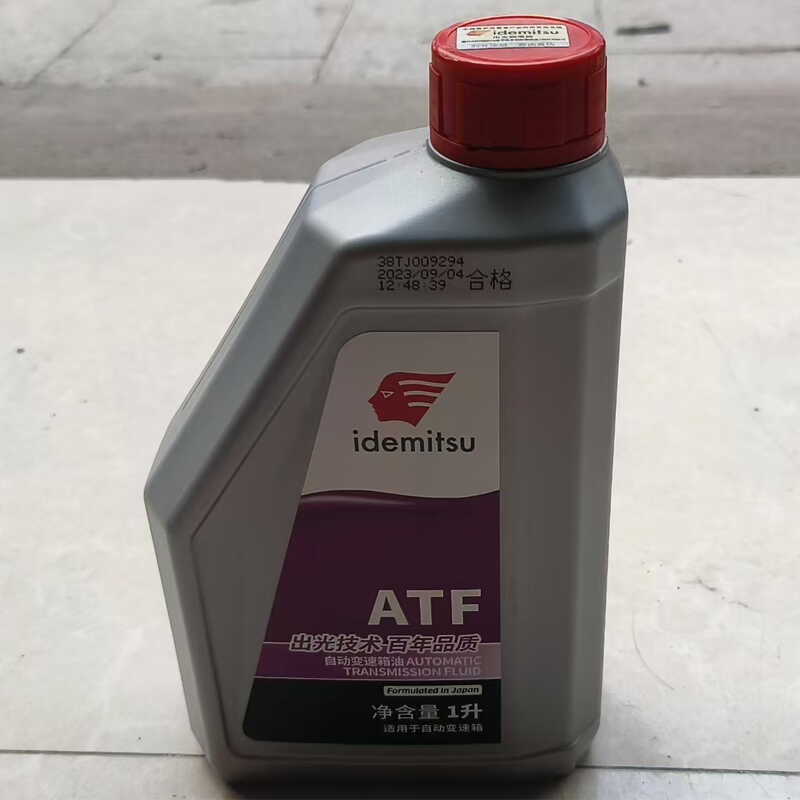 idemitsu
38TJ009294
2023/09/04
12:48:39 合格
idemitsu
ATF
出光技术·百年品质
自动变速箱油 AUTOMATIC
TRANSMISSION FLUID
Formulated in Japan
净含量 1升
适用于自动变速箱